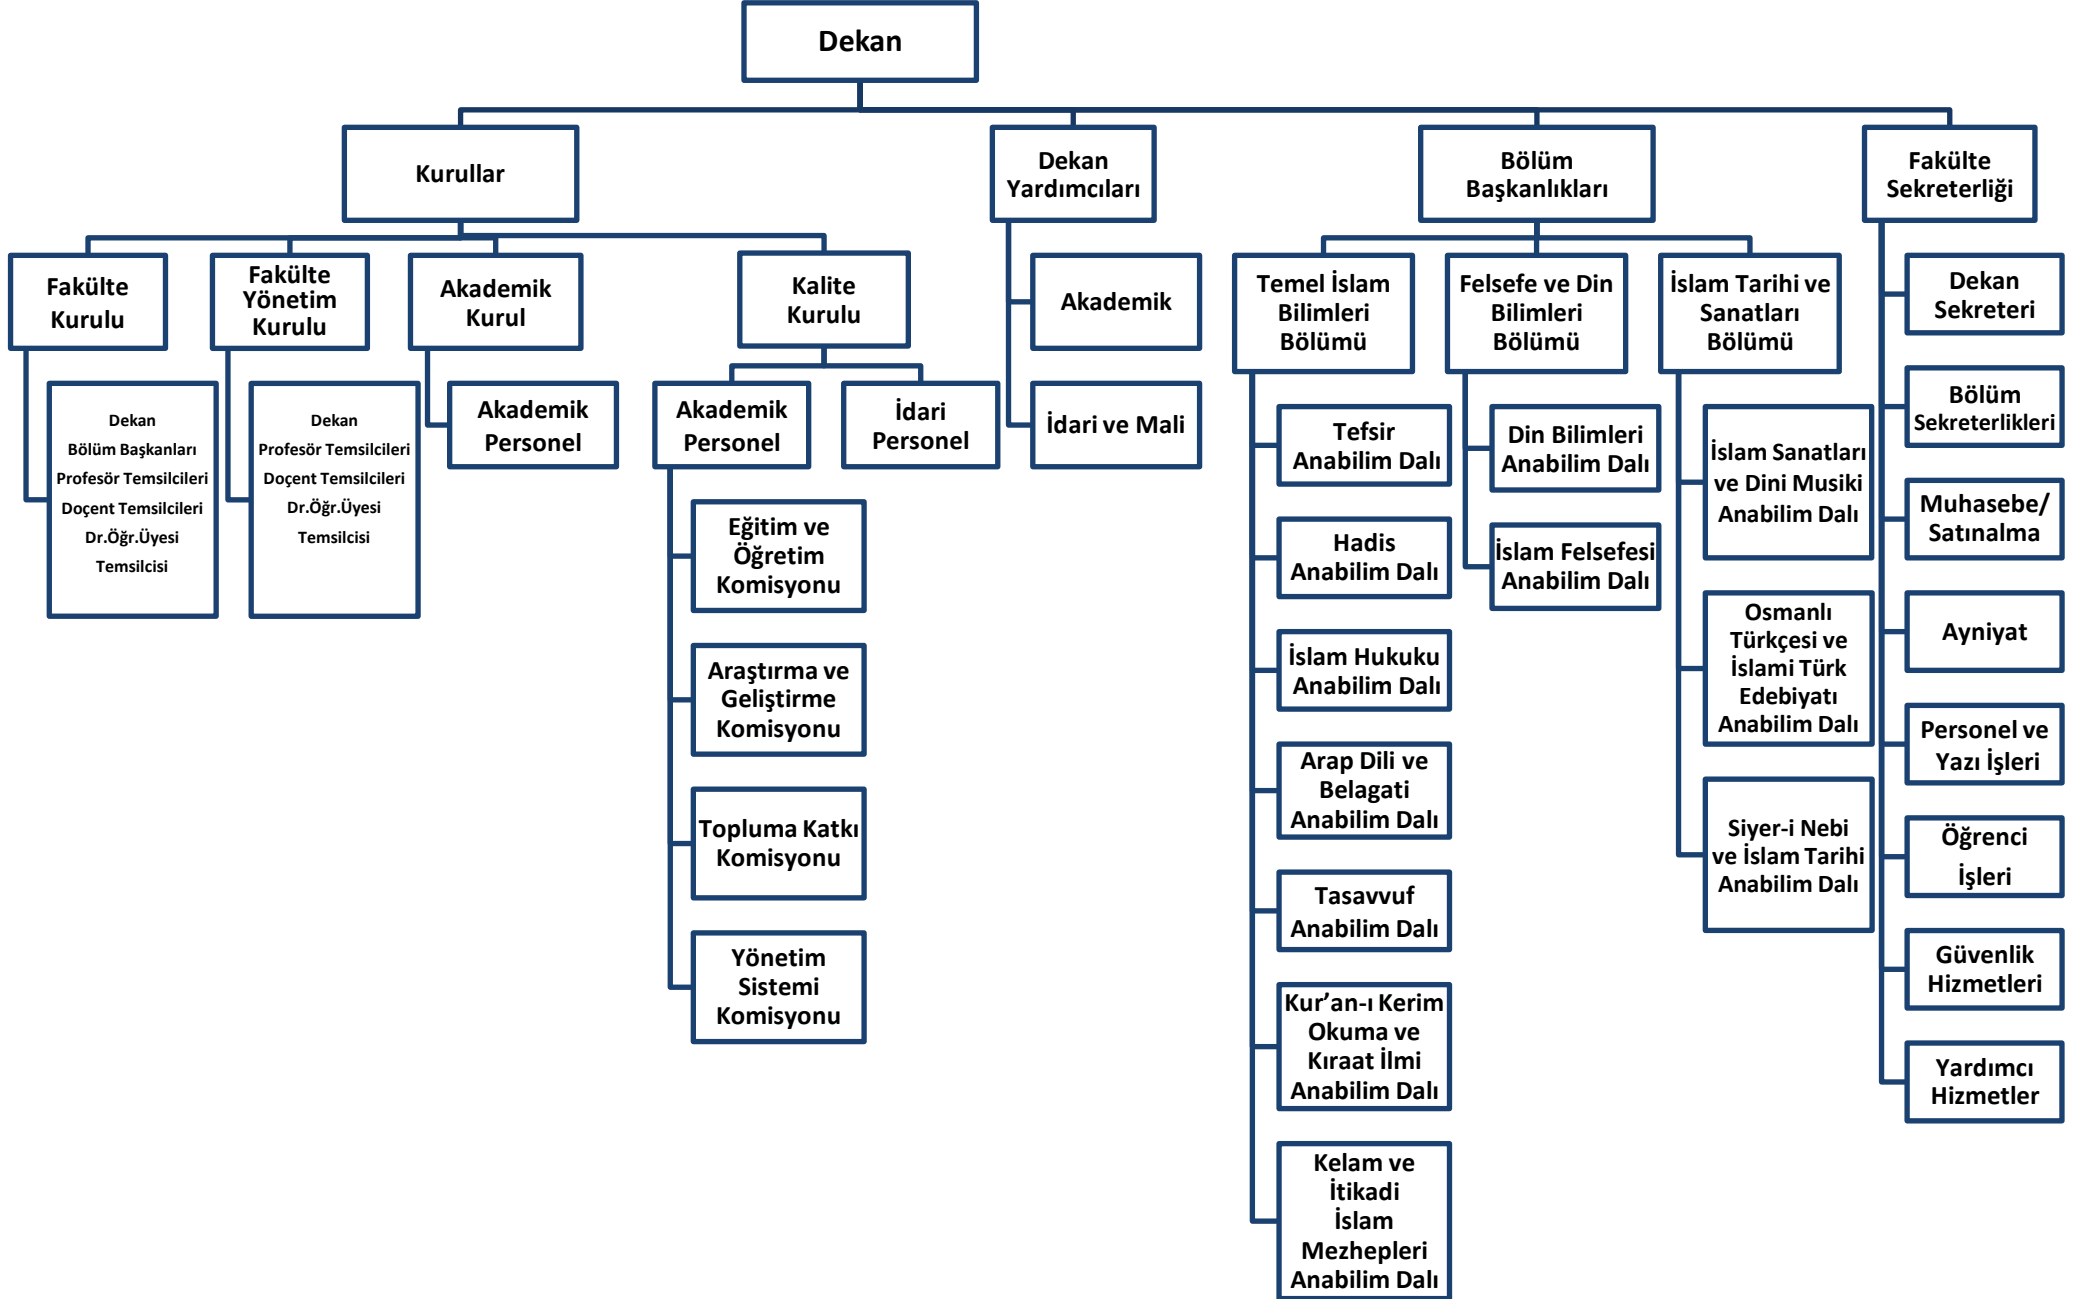 Dekan
Kurullar
Dekan
Yardımcıları
Bölüm
Başkanlıkları
Fakülte
Sekreterliği
Fakülte
Kurulu
Dekan
Bölüm Başkanları
Profesör Temsilcileri
Doçent Temsilcileri
Dr.Öğr.Üyesi
Temsilcisi
Fakülte
Yönetim
Kurulu
Dekan
Profesör Temsilcileri
Doçent Temsilcileri
Dr.Öğr.Üyesi
Temsilcisi
Akademik
Kurul
Akademik
Personel
Kalite
Kurulu
Akademik
Personel
İdari
Personel
Eğitim ve
Öğretim
Komisyonu
Araştırma ve
Geliştirme
Komisyonu
Topluma Katkı
Komisyonu
Yönetim
Sistemi
Komisyonu
Akademik
İdari ve Mali
Temel İslam
Bilimleri
Bölümü
Tefsir
Anabilim Dalı
Hadis
Anabilim Dalı
İslam Hukuku
Anabilim Dalı
Arap Dili ve
Belagati
Anabilim Dalı
Tasavvuf
Anabilim Dalı
Kur’an-ı Kerim
Okuma ve
Kıraat İlmi
Anabilim Dalı
Kelam ve
İtikadi
İslam
Mezhepleri
Anabilim Dalı
Felsefe ve Din
Bilimleri
Bölümü
Din Bilimleri
Anabilim Dalı
İslam Felsefesi
Anabilim Dalı
İslam Tarihi ve
Sanatları
Bölümü
İslam Sanatları
ve Dini Musiki
Anabilim Dalı
Osmanlı
Türkçesi ve
İslami Türk
Edebiyatı
Anabilim Dalı
Siyer-i Nebi
ve İslam Tarihi
Anabilim Dalı
Dekan
Sekreteri
Bölüm
Sekreterlikleri
Muhasebe/
Satınalma
Ayniyat
Personel ve
Yazı İşleri
Öğrenci
İşleri
Güvenlik
Hizmetleri
Yardımcı
Hizmetler